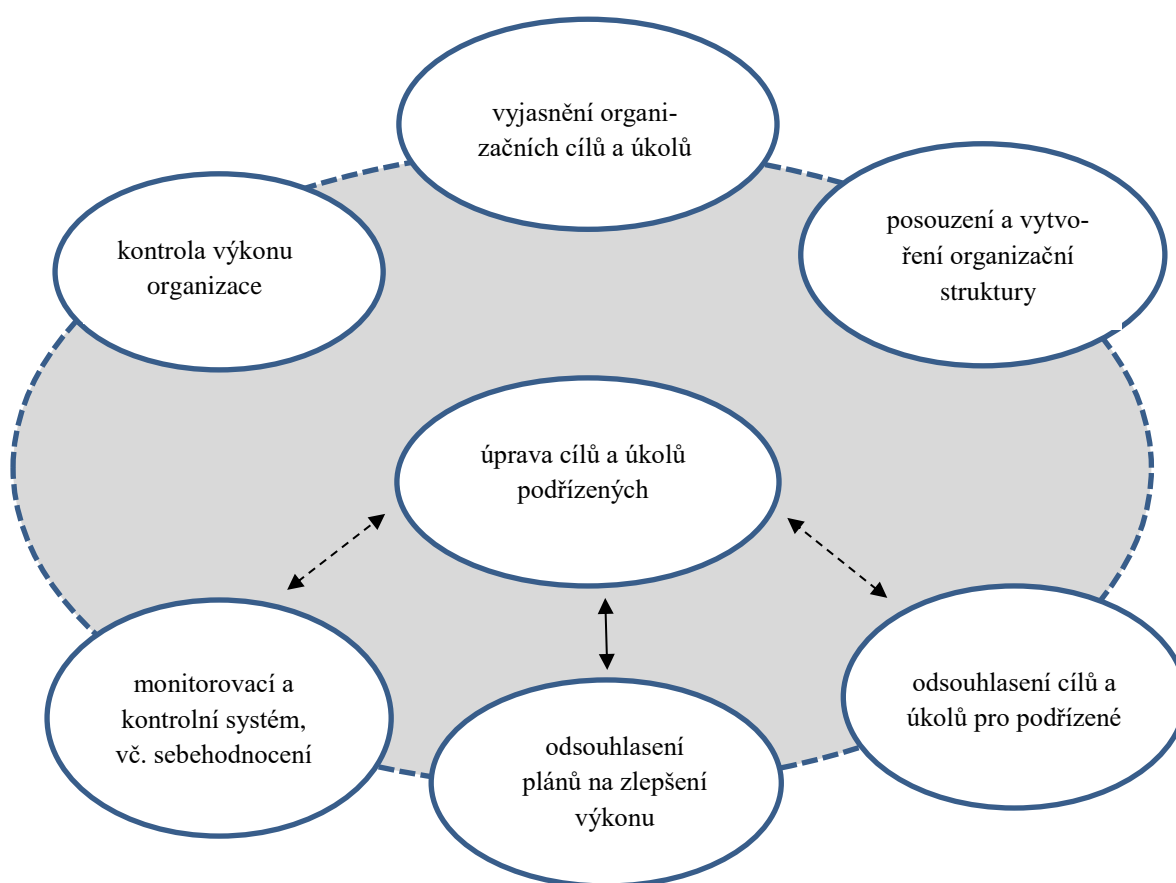 vyjasnění organi-
začních cílů a úkolů
posouzení a vytvo-
ření organizační
struktury
kontrola výkonu
organizace
úprava cílů a úkolů
podřízených
monitorovací a
kontrolní systém,
vč. sebehodnocení
odsouhlasení
plánů na zlepšení
výkonu
odsouhlasení cílů a
úkolů pro podřízené